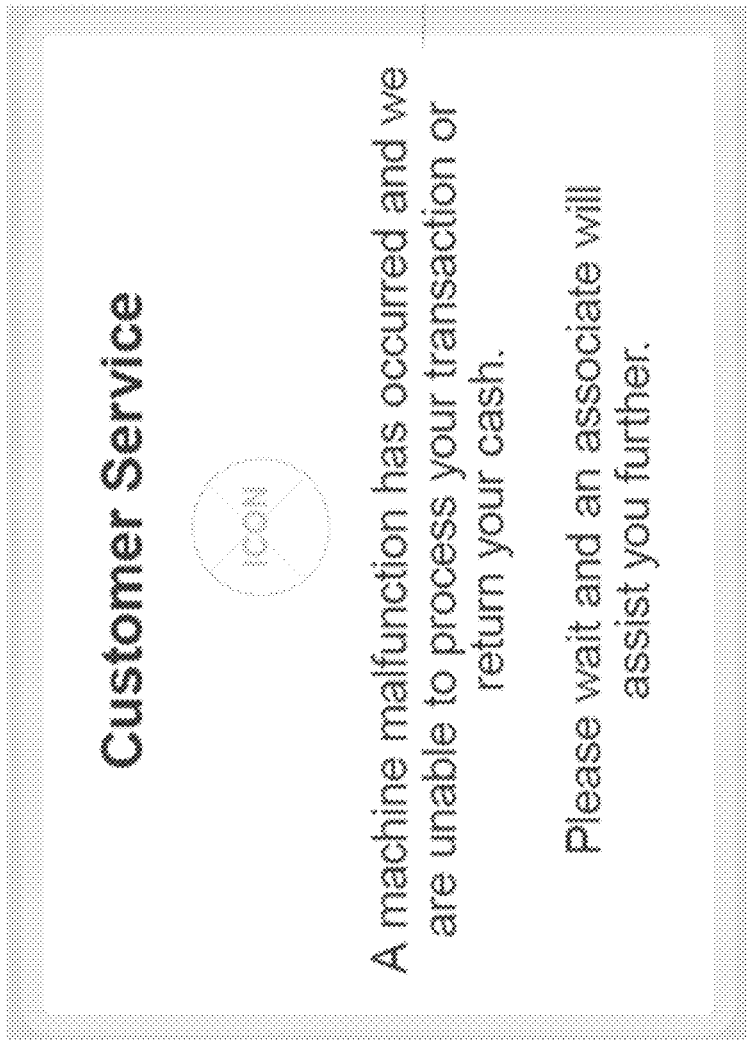 Customer Service
ICON
A machine malfunction has occurred and we
are unable to process your transaction or
return your cash.
Please wait and an associate will
assist you further.